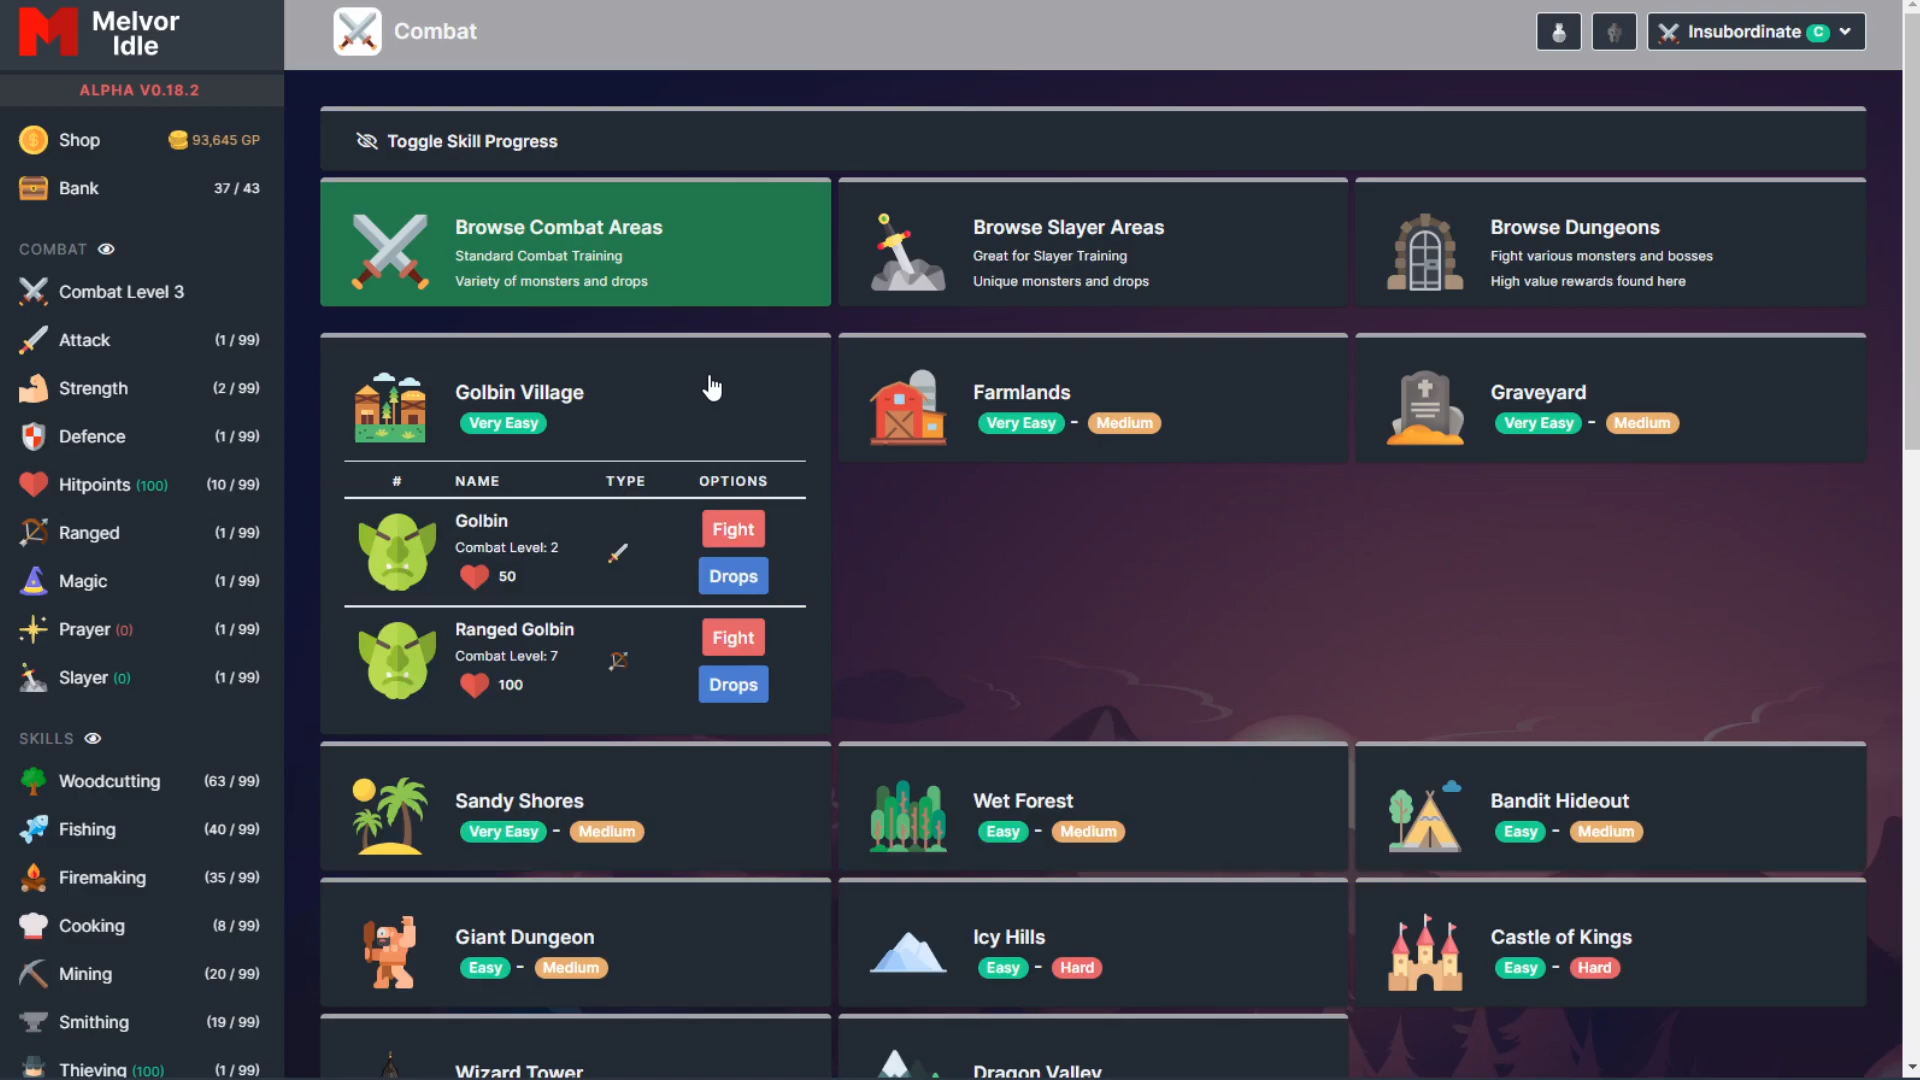 Melvor
Idle
ALPHA V0.18.2
Shop 93,645 GP
Bank 37 / 43
COMBAT
Combat Level 3
Attack (1 / 99)
Strength (2 / 99)
Defence (1 / 99)
Hitpoints (100) (10 / 99)
Ranged (1 / 99)
Magic (1 / 99)
Prayer (0) (1 / 99)
Slayer (0) (1 / 99)
SKILLS
Woodcutting (63 / 99)
Fishing (40 / 99)
Firemaking (35 / 99)
Cooking (8 / 99)
Mining (20 / 99)
Smithing (19 / 99)
Thieving (100) (1 / 99)
Combat
Insubordinate C
Toggle Skill Progress
Browse Combat Areas
Standard Combat Training
Variety of monsters and drops
Browse Slayer Areas
Great for Slayer Training
Unique monsters and drops
Browse Dungeons
Fight various monsters and bosses
High value rewards found here
Golbin Village
Very Easy
# NAME TYPE OPTIONS
Golbin
Combat Level: 2
50
Fight
Drops
Ranged Golbin
Combat Level: 7
100
Fight
Drops
Farmlands
Very Easy - Medium
Graveyard
Very Easy - Medium
Sandy Shores
Very Easy - Medium
Wet Forest
Easy - Medium
Bandit Hideout
Easy - Medium
Giant Dungeon
Easy - Medium
Icy Hills
Easy - Hard
Castle of Kings
Easy - Hard
Wizard Tower
Dragon Valley